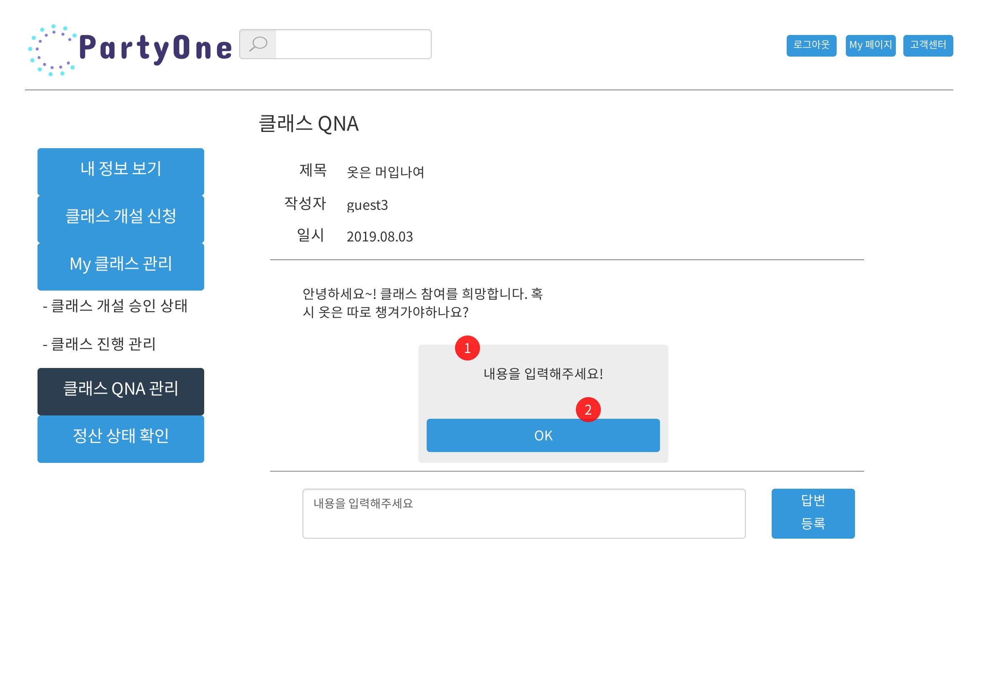 PartyOne
로그아웃
My 페이지
고객센터
클래스 QNA
내 정보 보기
클래스 개설 신청
My 클래스 관리
- 클래스 개설 승인 상태
- 클래스 진행 관리
클래스 QNA 관리
정산 상태 확인
제목 옷은 머입나여
작성자 guest3
일시 2019.08.03
안녕하세요~! 클래스 참여를 희망합니다. 혹
시 옷은 따로 챙겨가야하나요?
1
내용을 입력해주세요!
2
OK
내용을 입력해주세요
답변
등록